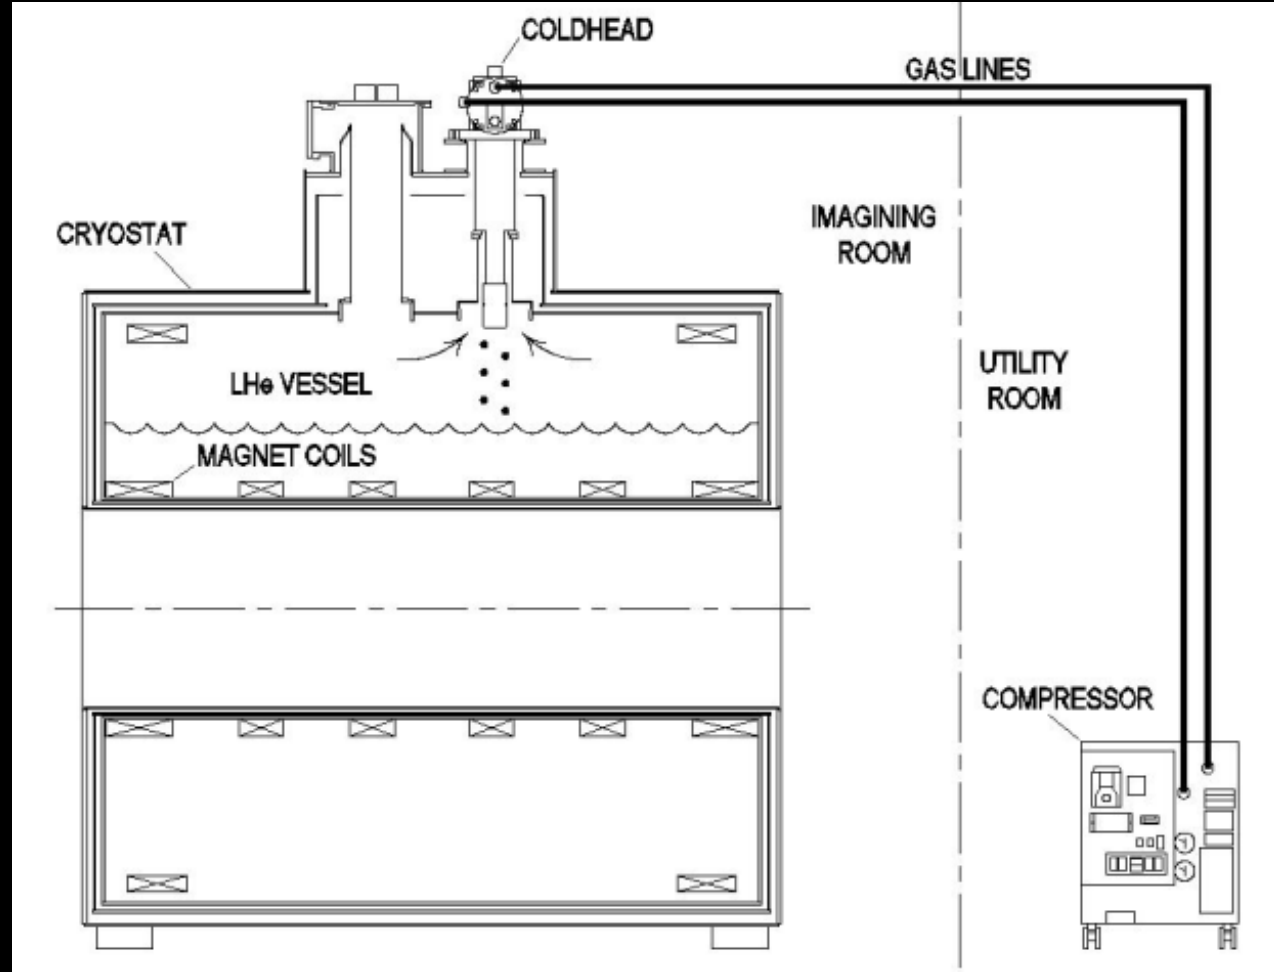 COLDHEAD
GAS LINES
CRYOSTAT
IMAGINING
ROOM
UTILITY
ROOM
LHe VESSEL
MAGNET COILS
COMPRESSOR